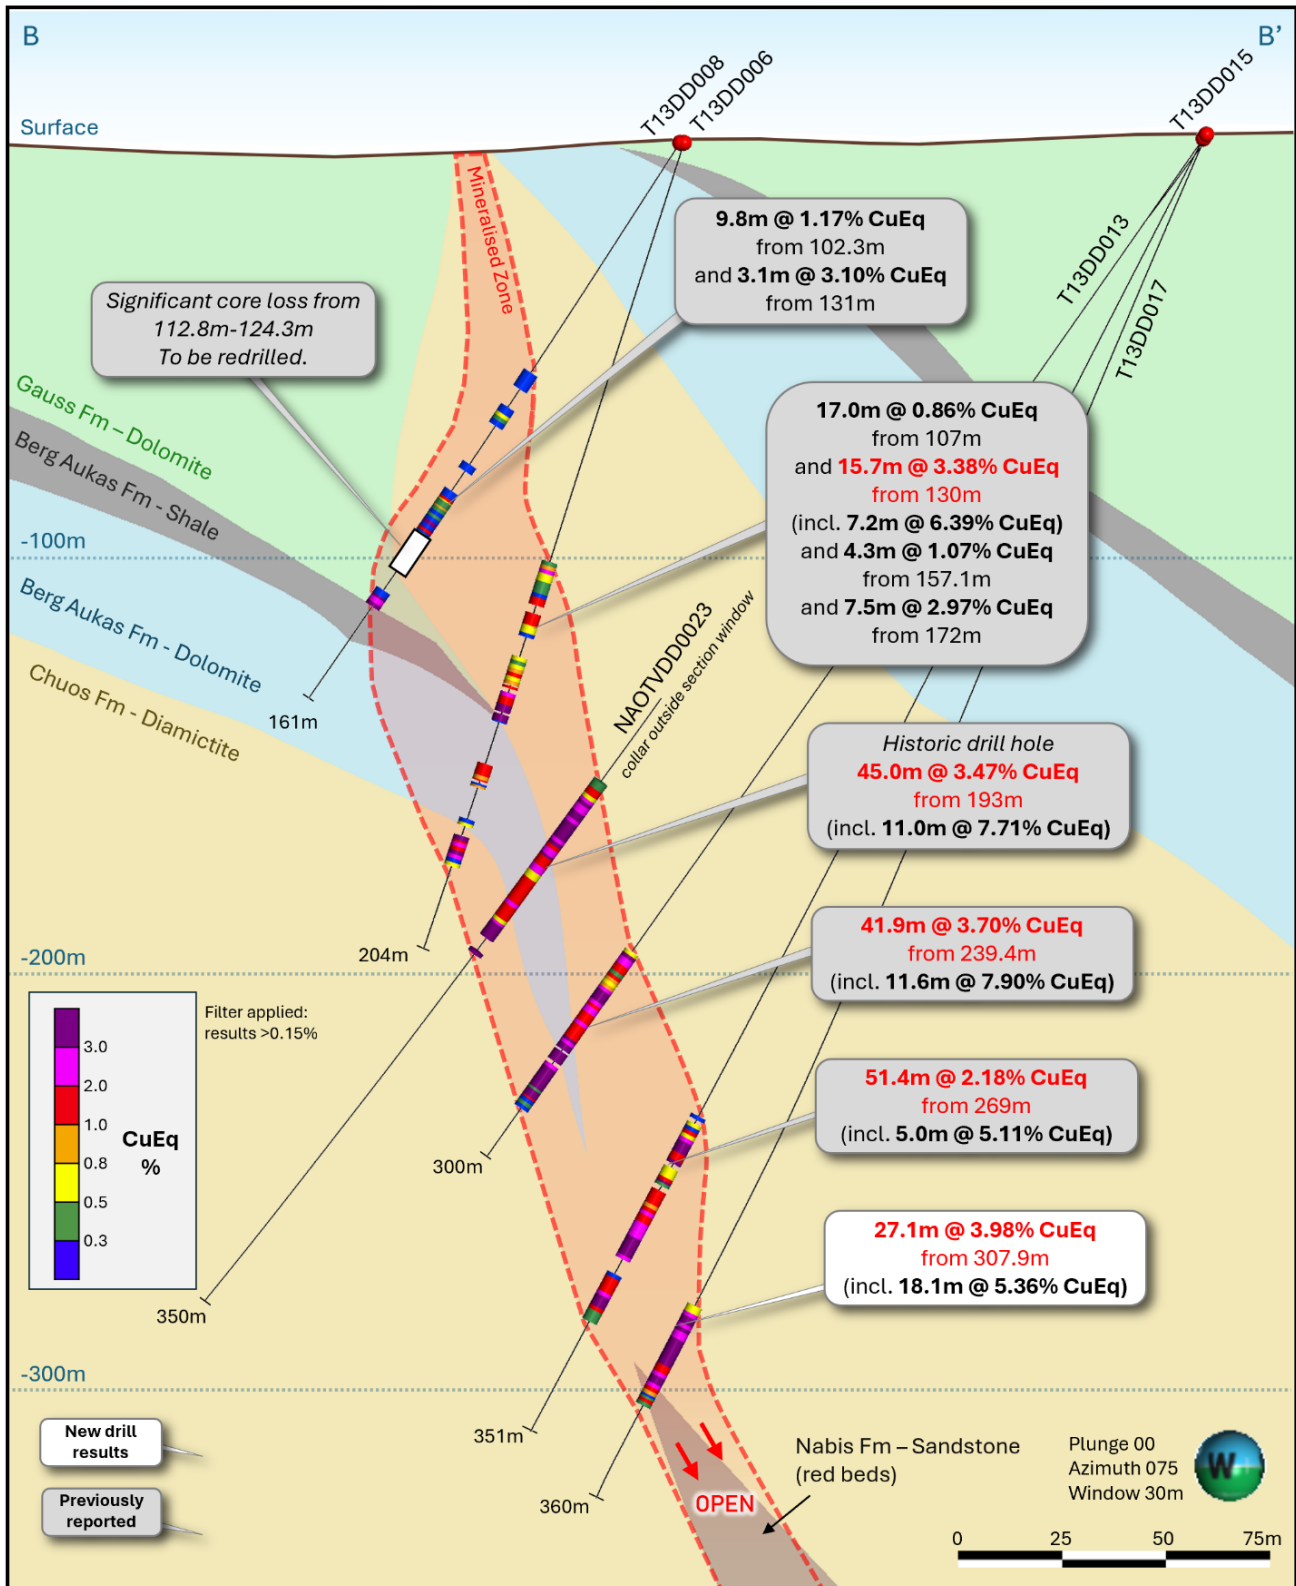 B
B'
T13DD008
T13DD006
T13DD015
Surface
Mineralised Zone
T13DD013
T13DD017
9.8m @ 1.17% CuEq
from 102.3m
and 3.1m @ 3.10% CuEq
from 131m
Significant core loss from
112.8m-124.3m
To be redrilled.
Gauss Fm – Dolomite
Berg Aukas Fm - Shale
17.0m @ 0.86% CuEq
from 107m
and 15.7m @ 3.38% CuEq
from 130m
(incl. 7.2m @ 6.39% CuEq)
and 4.3m @ 1.07% CuEq
from 157.1m
and 7.5m @ 2.97% CuEq
from 172m
-100m
Berg Aukas Fm - Dolomite
Chuos Fm - Diamictite
NAOTVDD0023
collar outside section window
161m
Historic drill hole
45.0m @ 3.47% CuEq
from 193m
(incl. 11.0m @ 7.71% CuEq)
204m
-200m
41.9m @ 3.70% CuEq
from 239.4m
(incl. 11.6m @ 7.90% CuEq)
Filter applied:
results >0.15%
3.0
2.0
1.0
0.8
0.5
0.3
CuEq
%
51.4m @ 2.18% CuEq
from 269m
(incl. 5.0m @ 5.11% CuEq)
300m
27.1m @ 3.98% CuEq
from 307.9m
(incl. 18.1m @ 5.36% CuEq)
350m
-300m
351m
New drill
results
Previously
reported
360m
OPEN
Nabis Fm – Sandstone
(red beds)
Plunge 00
Azimuth 075
Window 30m
W
0 25 50 75m